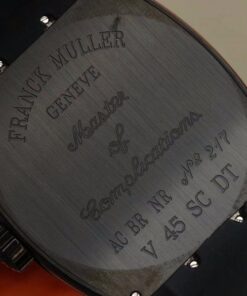 FRANCK MULLER
GENEVE
Master
of
Complications
AC BR NR Nº 217
V 45 SC DT